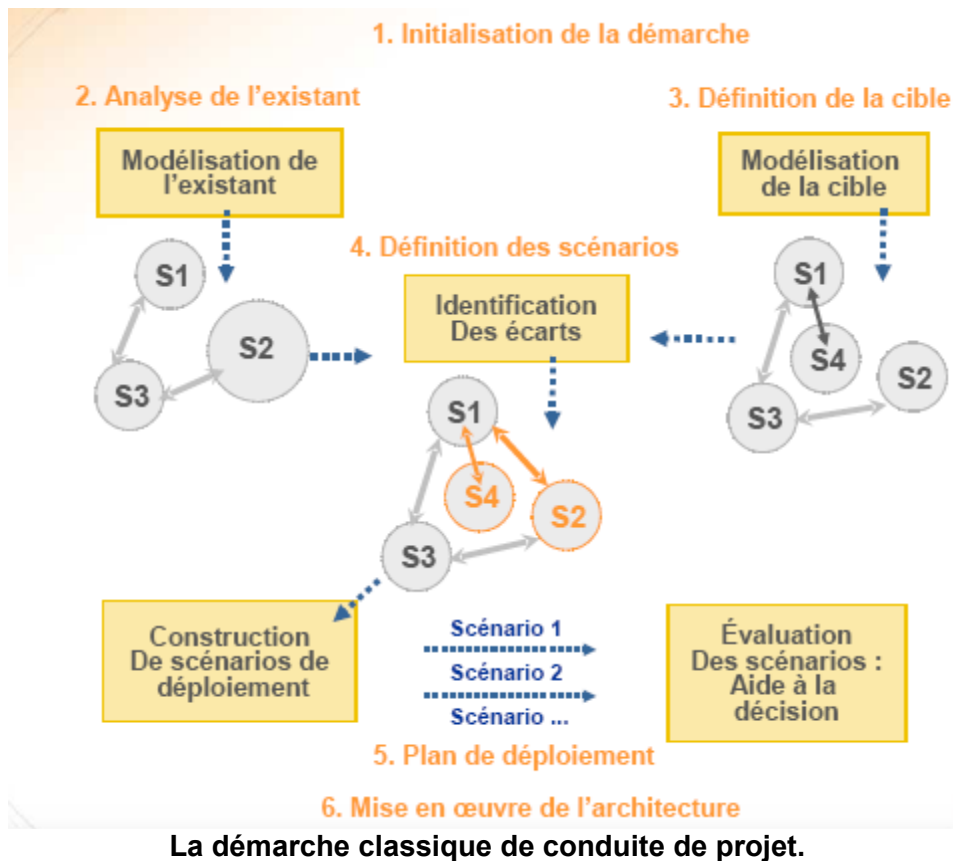 1. Initialisation de la démarche
2. Analyse de l'existant
3. Définition de la cible
Modélisation de
l'existant
Modélisation
de la cible
4. Définition des scénarios
S1
S2
S3
Identification
Des écarts
S1
S4
S2
S3
S1
S4
S2
S3
Construction
De scénarios de
déploiement
Scénario 1
Scénario 2
Scénario ...
Évaluation
Des scénarios :
Aide à la
décision
5. Plan de déploiement
6. Mise en œuvre de l'architecture
La démarche classique de conduite de projet.